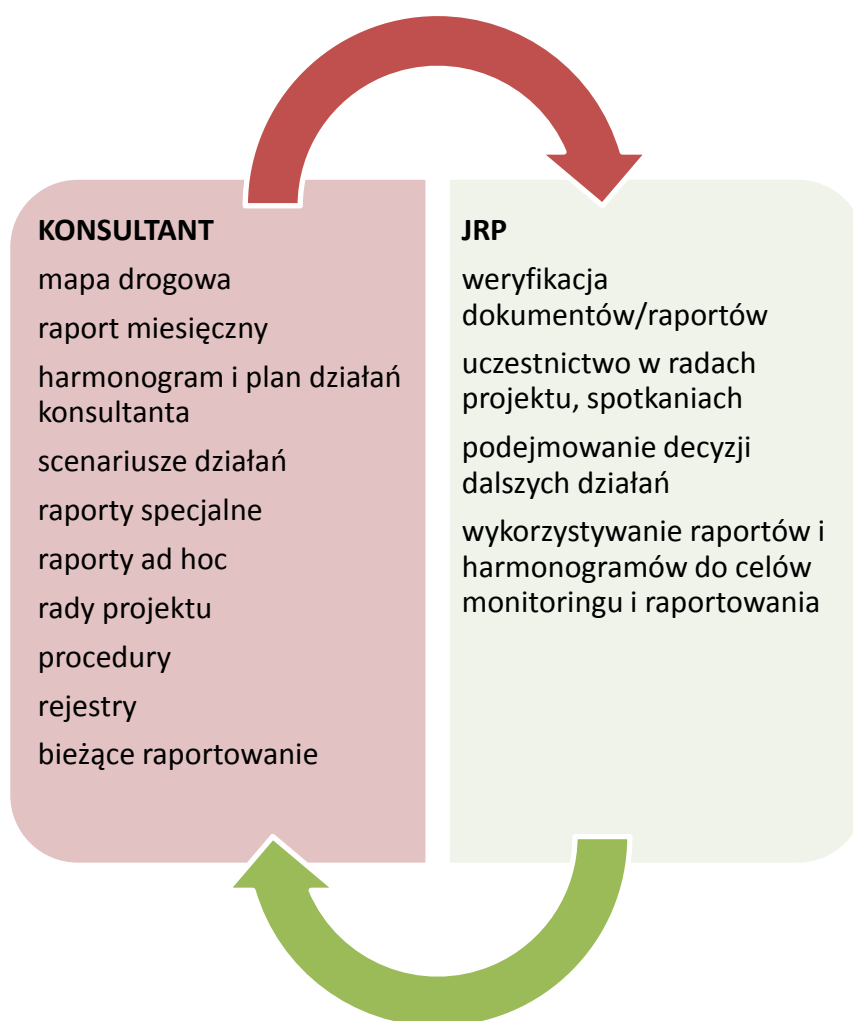 KONSULTANT
mapa drogowa
raport miesięczny
harmonogram i plan działań
konsultanta
scenariusze działań
raporty specjalne
raporty ad hoc
rady projektu
procedury
rejestry
bieżące raportowanie
JRP
weryfikacja
dokumentów/raportów
uczestnictwo w radach
projektu, spotkaniach
podejmowanie decyzji
dalszych działań
wykorzystywanie raportów i
harmonogramów do celów
monitoringu i raportowania